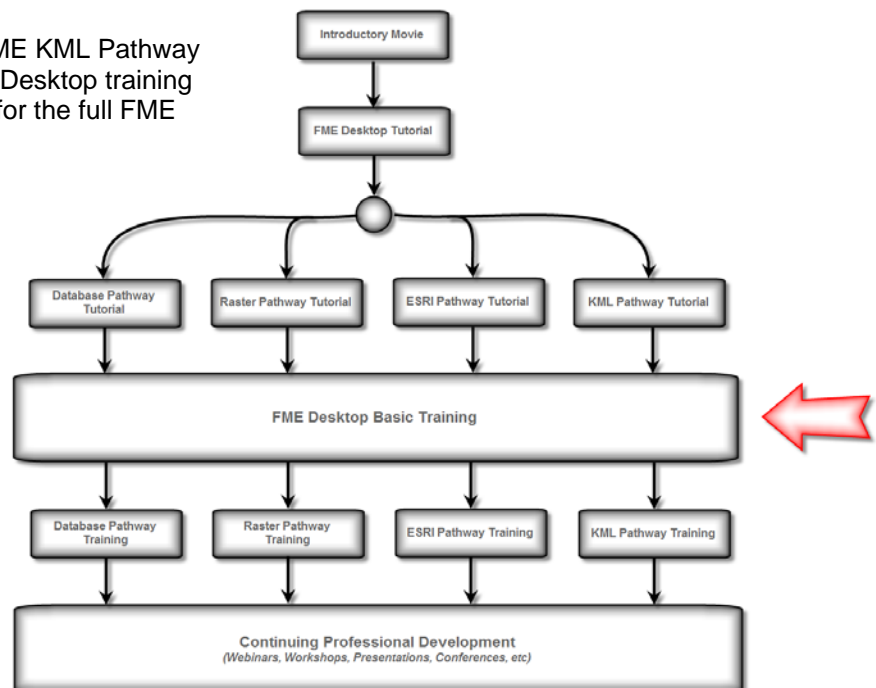 ME KML Pathway
Desktop training
for the full FME
Introductory Movie
FME Desktop Tutorial
Database Pathway
Tutorial
Raster Pathway Tutorial
ESRI Pathway Tutorial
KML Pathway Tutorial
FME Desktop Basic Training
Database Pathway
Training
Raster Pathway
Training
ESRI Pathway Training
KML Pathway Training
Continuing Professional Development
(Webinars, Workshops, Presentations, Conferences, etc)